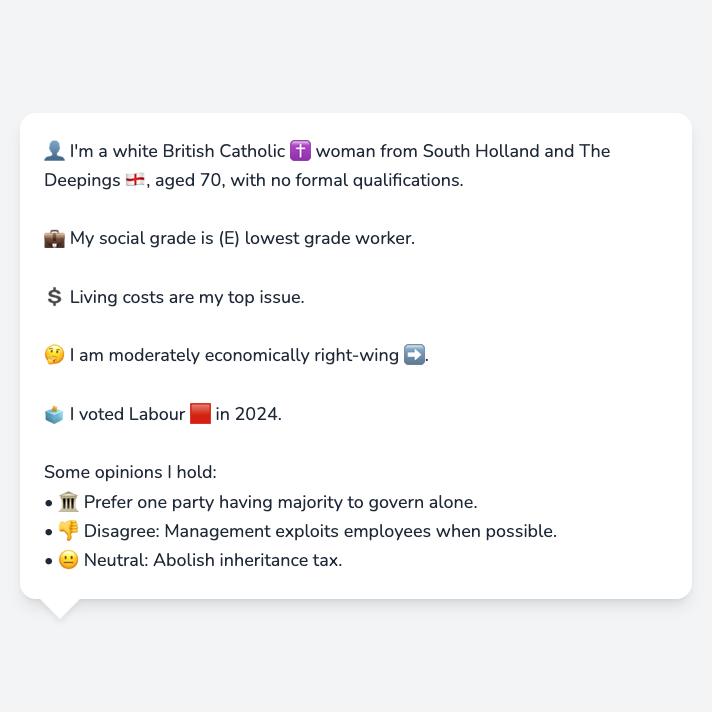 👤 I'm a white British Catholic ✝️ woman from South Holland and The
Deepings 🏴󠁧󠁢󠁥󠁮󠁧󠁿, aged 70, with no formal qualifications.
💼 My social grade is (E) lowest grade worker.
💲 Living costs are my top issue.
🤔 I am moderately economically right-wing ➡️.
🗳️ I voted Labour 🟥 in 2024.
Some opinions I hold:
• 🏛️ Prefer one party having majority to govern alone.
• 👎 Disagree: Management exploits employees when possible.
• 😐 Neutral: Abolish inheritance tax.